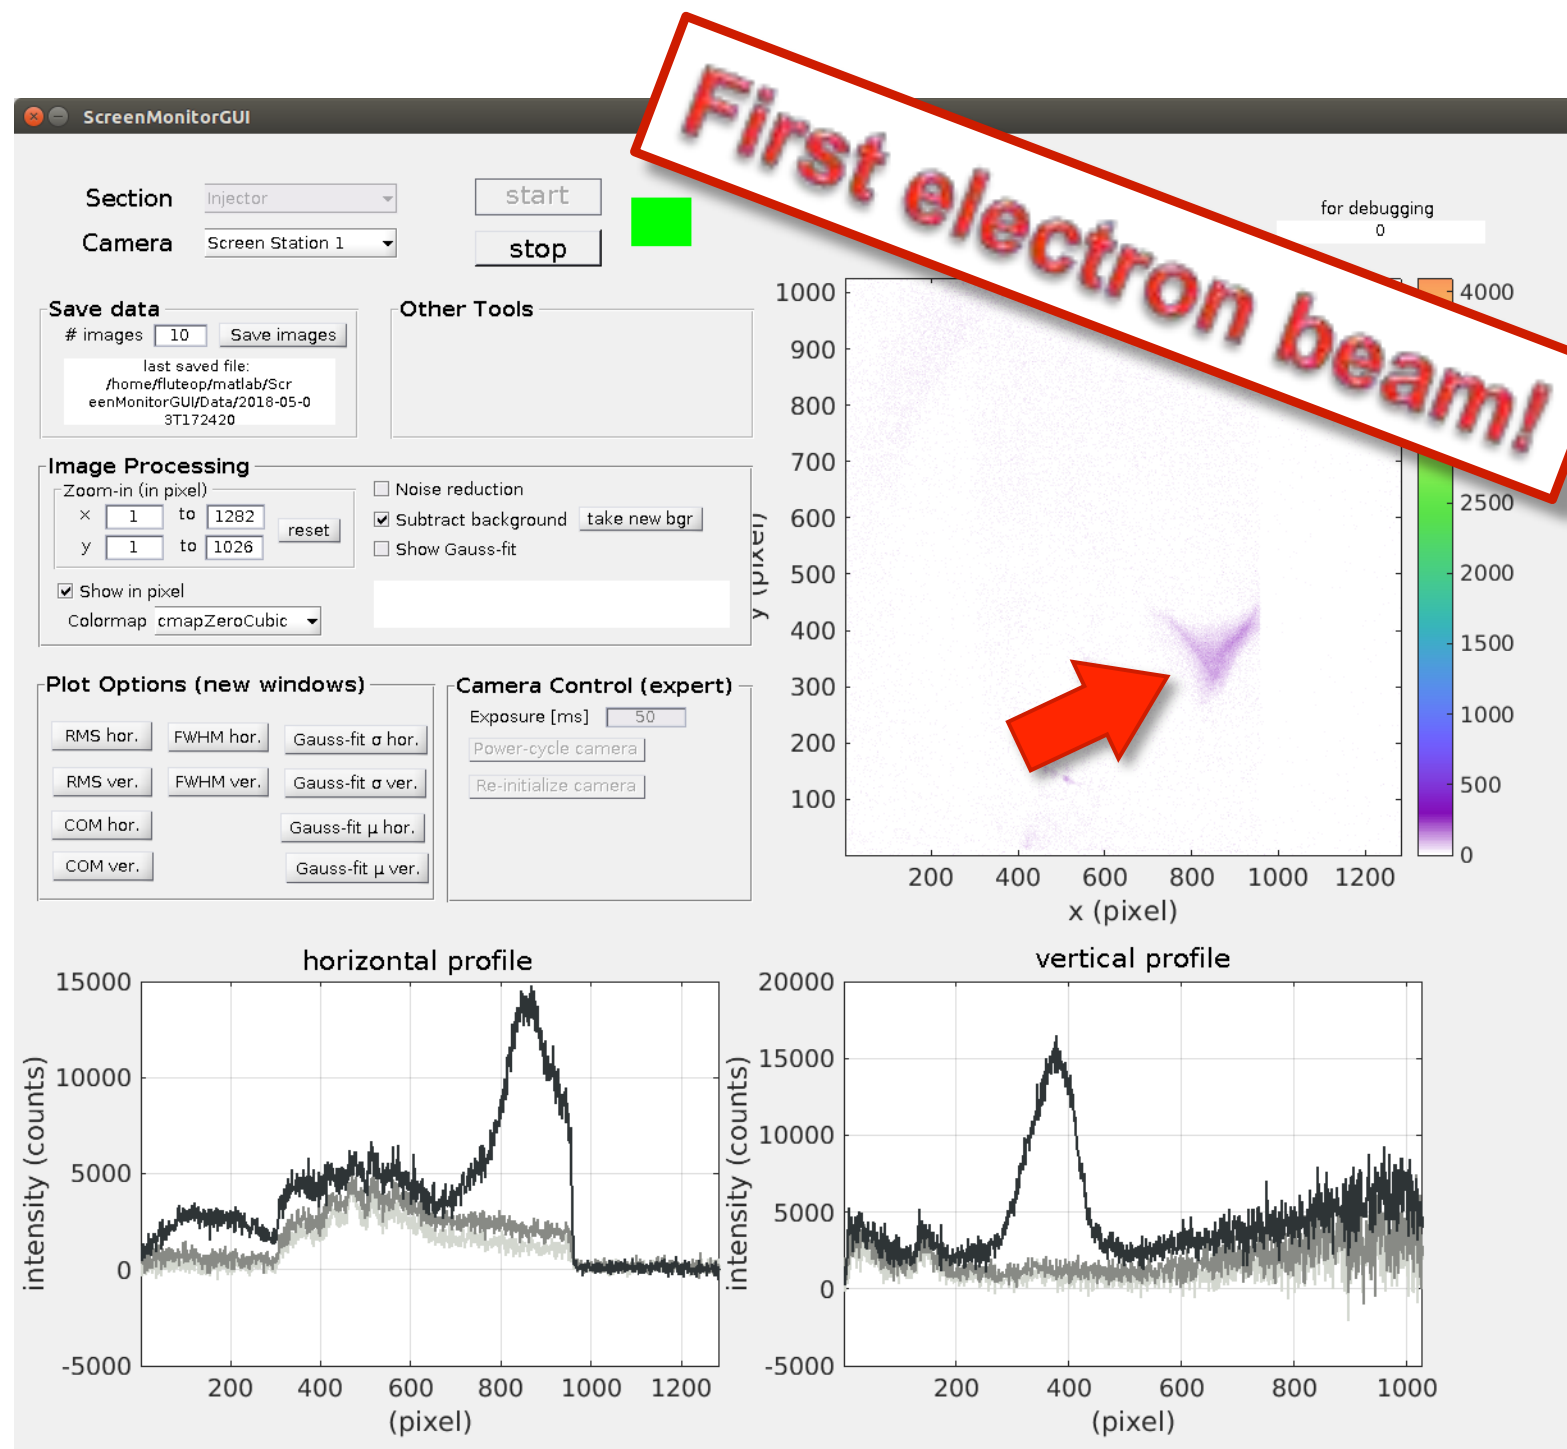 ScreenMonitorGUI
First electron beam!
Section
Injector
start
Camera
Screen Station 1
stop
for debugging
0
Save data
# images
10
Save images
last saved file:
/home/fluteop/matlab/Scr
eenMonitorGUI/Data/2018-05-0
3T172420
Other Tools
Image Processing
Zoom-in (in pixel)
x 1 to 1282
y 1 to 1026
reset
Noise reduction
Subtract background
take new bgr
Show Gauss-fit
Show in pixel
Colormap cmapZeroCubic
Plot Options (new windows)
RMS hor. FWHM hor. Gauss-fit σ hor.
RMS ver. FWHM ver. Gauss-fit σ ver.
COM hor. Gauss-fit μ hor.
COM ver. Gauss-fit μ ver.
Camera Control (expert)
Exposure [ms] 50
Power-cycle camera
Re-initialize camera
1000
900
800
700
600
500
400
300
200
100
y (pixel)
200 400 600 800 1000 1200
x (pixel)
4000
2500
2000
1500
1000
500
0
horizontal profile
15000
10000
5000
0
-5000
intensity (counts)
200 400 600 800 1000 1200
(pixel)
vertical profile
20000
15000
10000
5000
0
-5000
intensity (counts)
200 400 600 800 1000
(pixel)